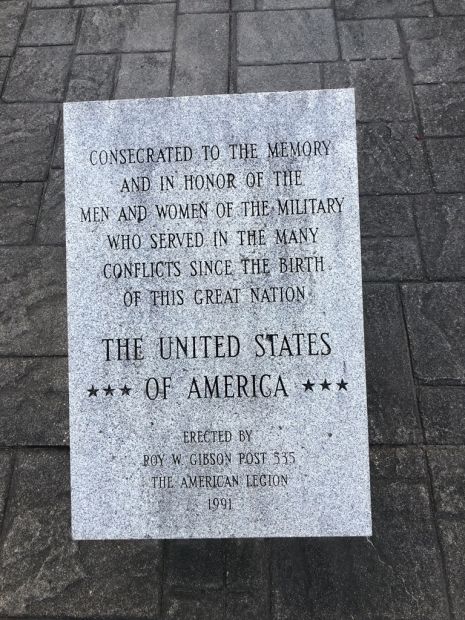 CONSECRATED TO THE MEMORY
AND IN HONOR OF THE
MEN AND WOMEN OF THE MILITARY
WHO SERVED IN THE MANY
CONFLICTS SINCE THE BIRTH
OF THIS GREAT NATION
THE UNITED STATES
★★★ OF AMERICA ★★★
ERECTED BY
ROY W. GIBSON POST 535
THE AMERICAN LEGION
1991